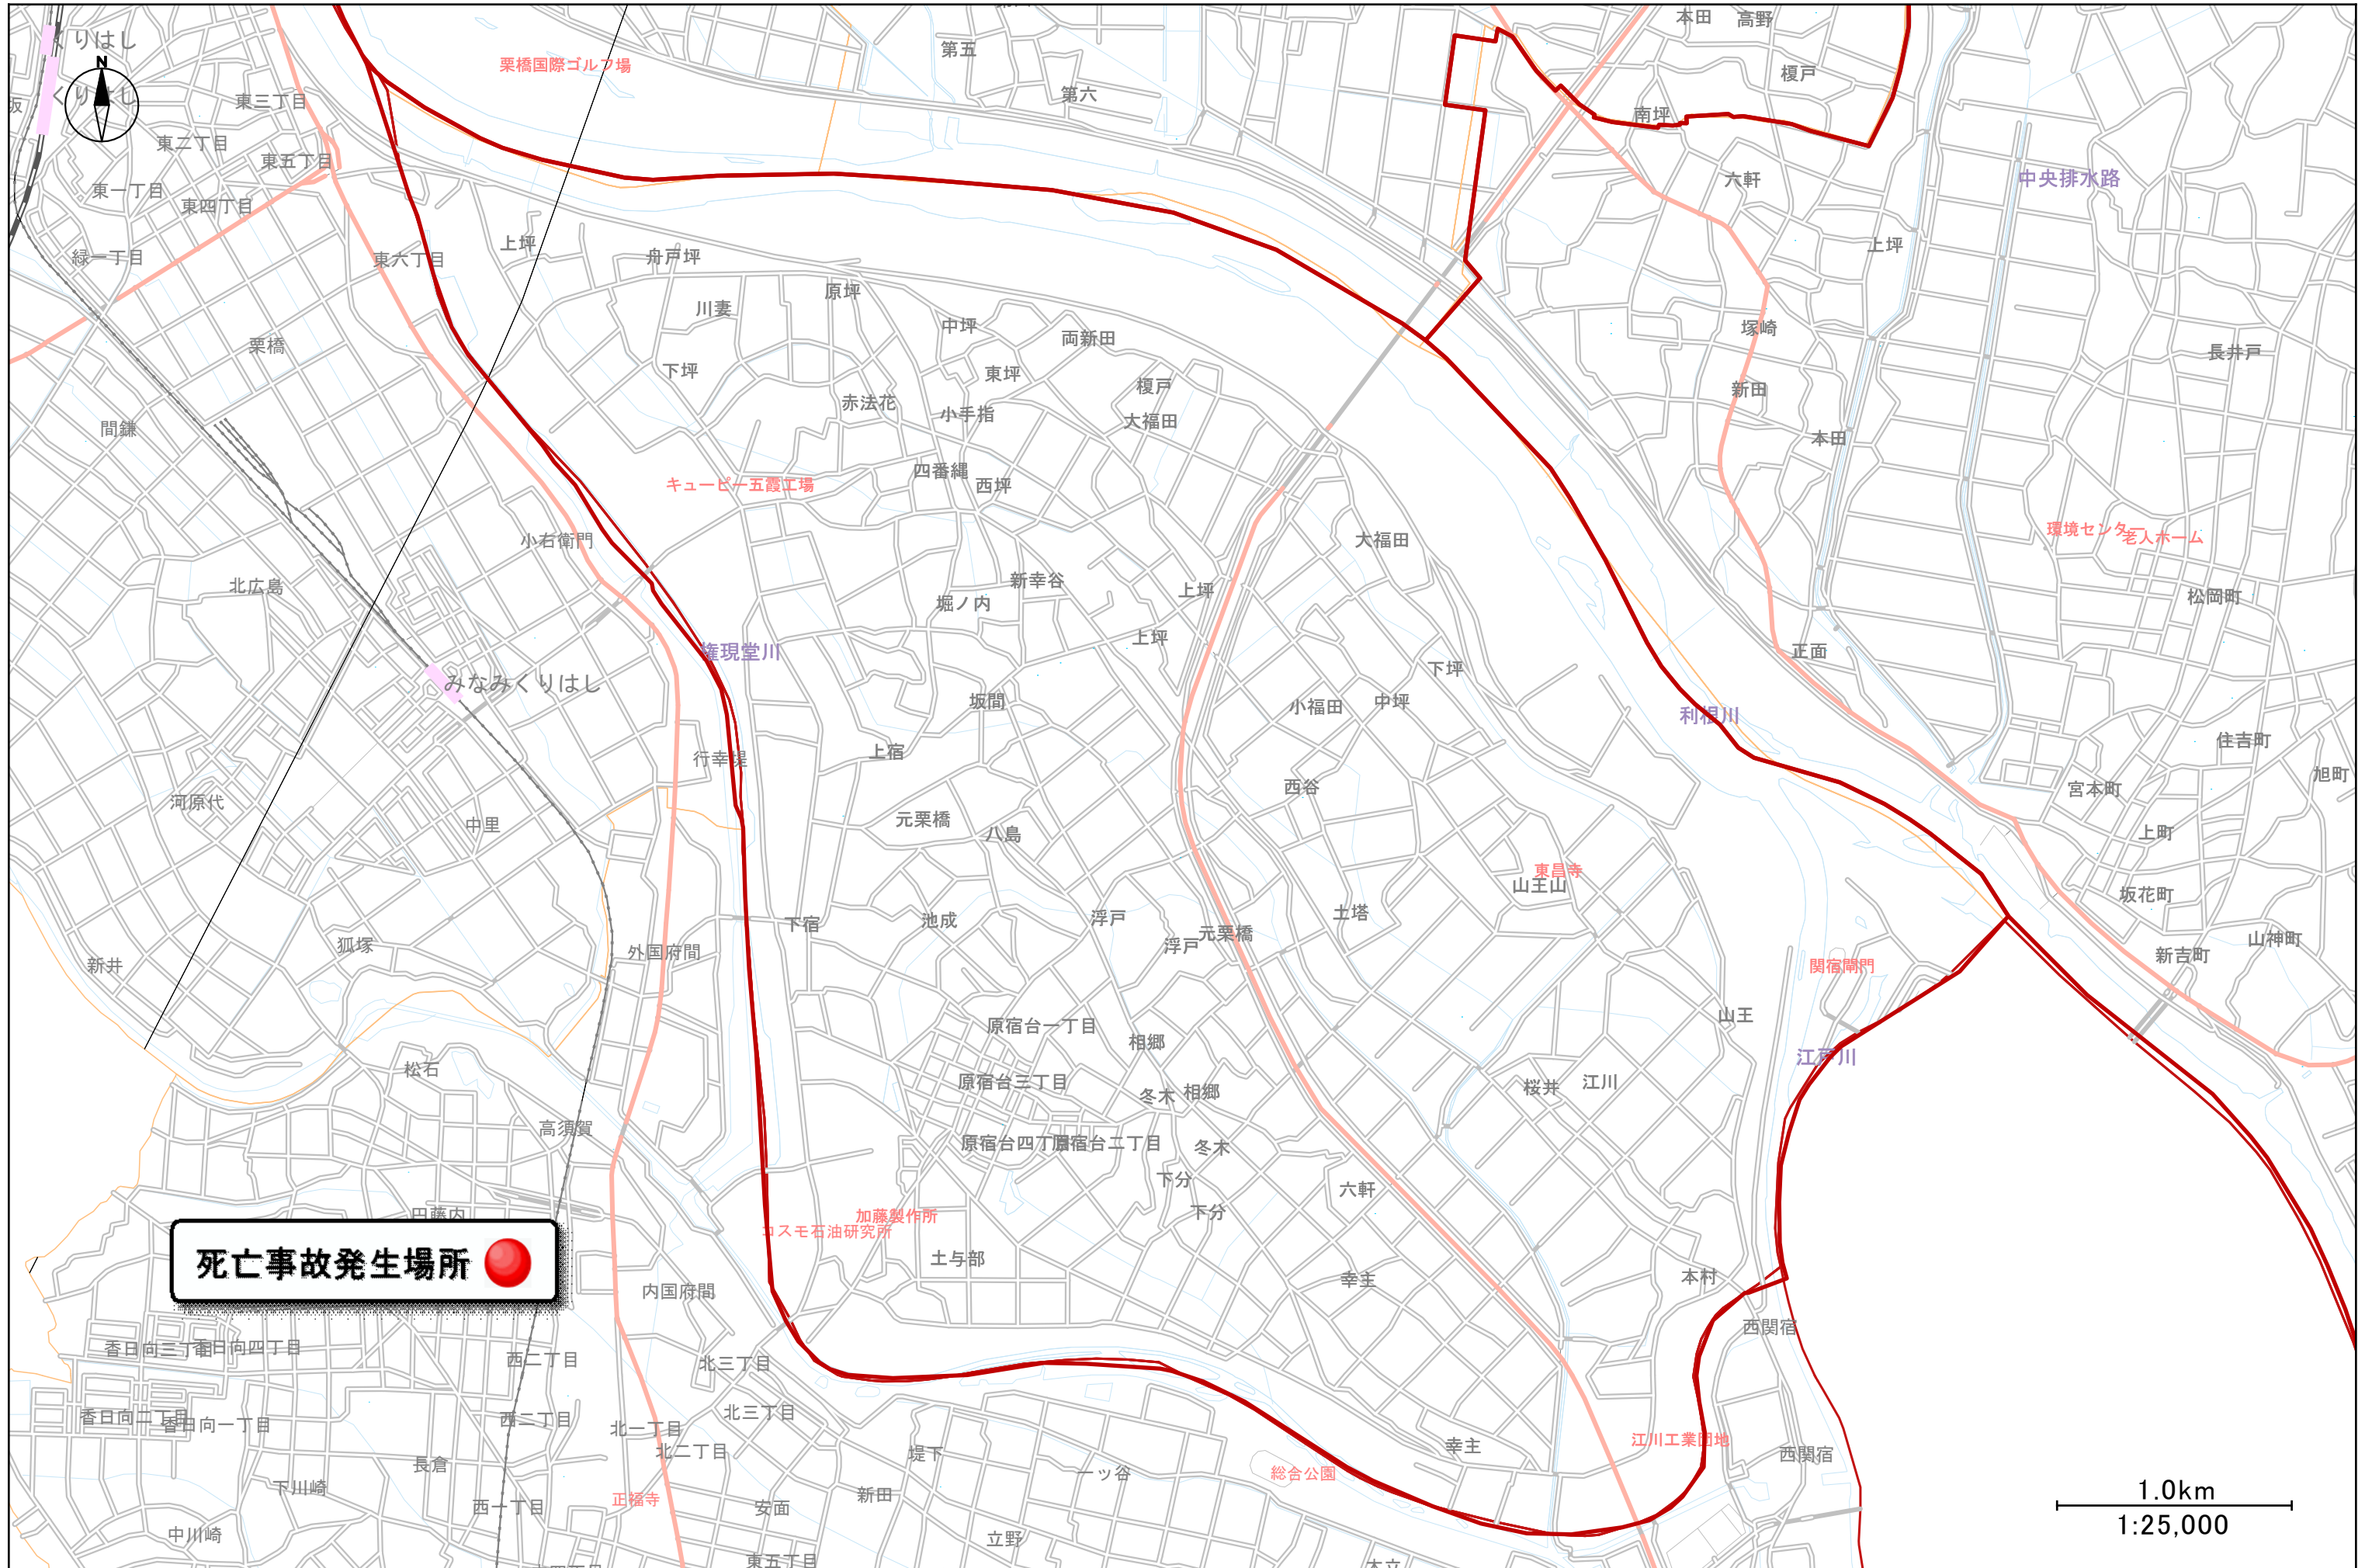 くりはし
N
くりはし
東三丁目
東二丁目
東五丁目
東一丁目
東四丁目
緑一丁目
東六丁目
栗橋国際ゴルフ場
第五
第六
本田
高野
榎戸
南坪
六軒
中央排水路
上坪
上坪
舟戸坪
川妻
原坪
中坪
両新田
塚崎
長井戸
栗橋
下坪
東坪
榎戸
新田
赤法花
小手指
大福田
本田
間鎌
キューピー五霞工場
四番縄
西坪
小右衛門
大福田
環境センター
老人ホーム
北広島
堀ノ内
新幸谷
上坪
松岡町
権現堂川
上坪
下坪
正面
みなみくりはし
坂間
小福田
中坪
利根川
行幸堤
上宿
西谷
住吉町
旭町
宮本町
河原代
中里
元栗橋
八島
上町
東昌寺
山王山
坂花町
狐塚
新井
外国府間
下宿
池成
浮戸
浮戸
元栗橋
土塔
関宿閘門
新吉町
山神町
原宿台一丁目
相郷
山王
江戸川
松石
原宿台三丁目
冬木
相郷
桜井
江川
高須賀
原宿台四丁目
原宿台二丁目
冬木
下分
六軒
下分
円藤内
加藤製作所
コスモ石油研究所
死亡事故発生場所
土与部
内国府間
幸主
本村
西関宿
香日向三丁目
香日向四丁目
西二丁目
北三丁目
香日向二丁目
香日向一丁目
西二丁目
北一丁目
北三丁目
北二丁目
堤下
一ッ谷
幸主
江川工業団地
西関宿
総合公園
長倉
下川崎
西一丁目
正福寺
安面
新田
中川崎
立野
東五丁目
1.0km
1:25,000